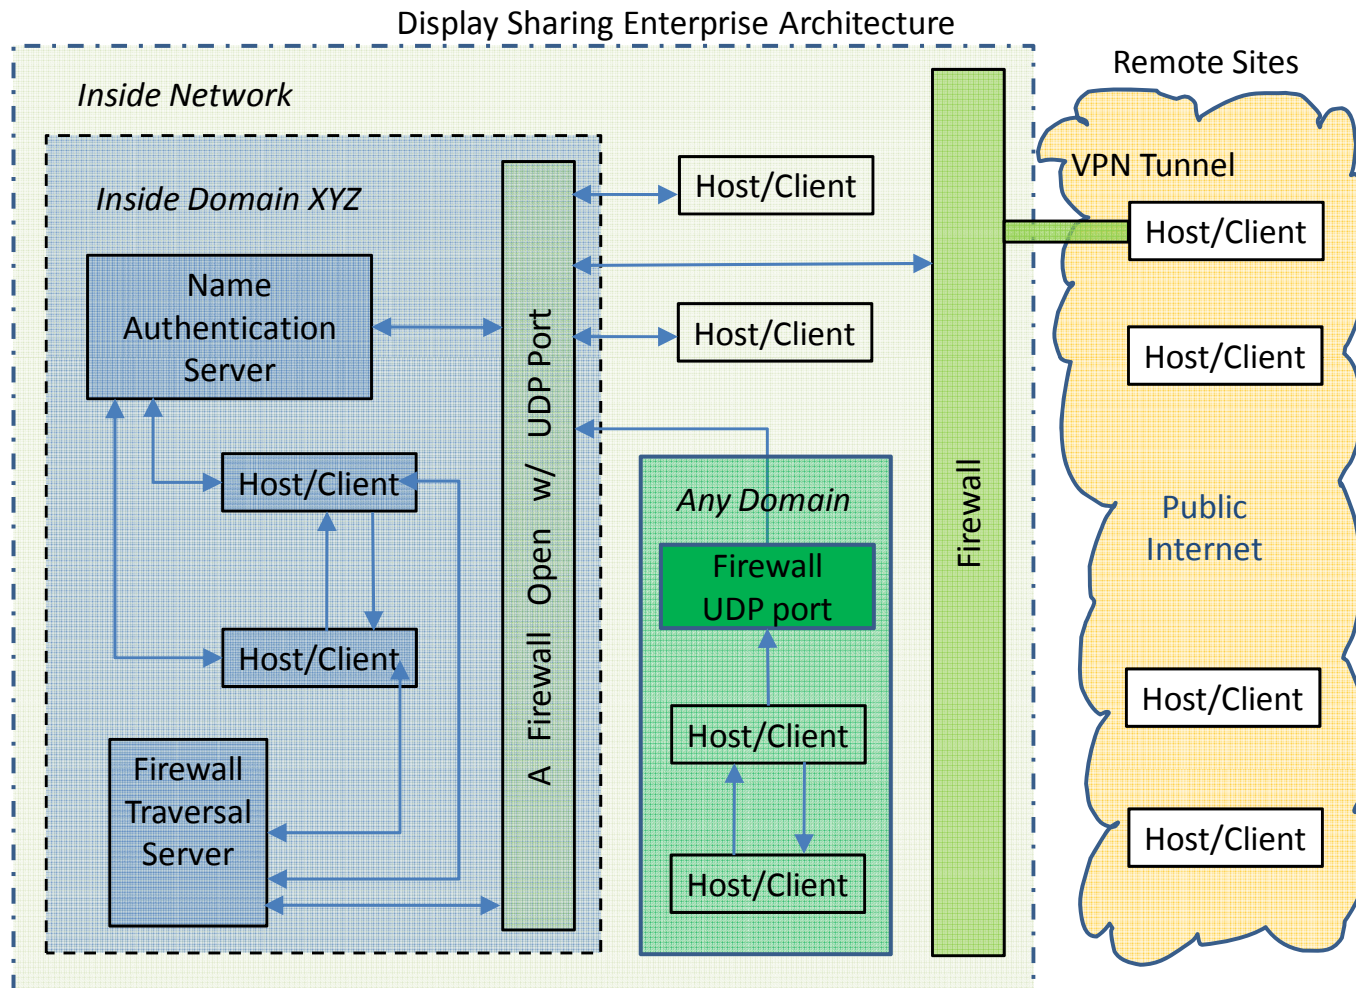 Display Sharing Enterprise Architecture
Remote Sites
Inside Network
VPN Tunnel
Inside Domain XYZ
Host/Client
Host/Client
Name
Authentication
Server
Host/Client
Host/Client
A Firewall Open w/ UDP Port
Firewall
Host/Client
Any Domain
Public
Internet
Firewall
UDP port
Host/Client
Host/Client
Host/Client
Firewall
Traversal
Server
Host/Client
Host/Client
Host/Client